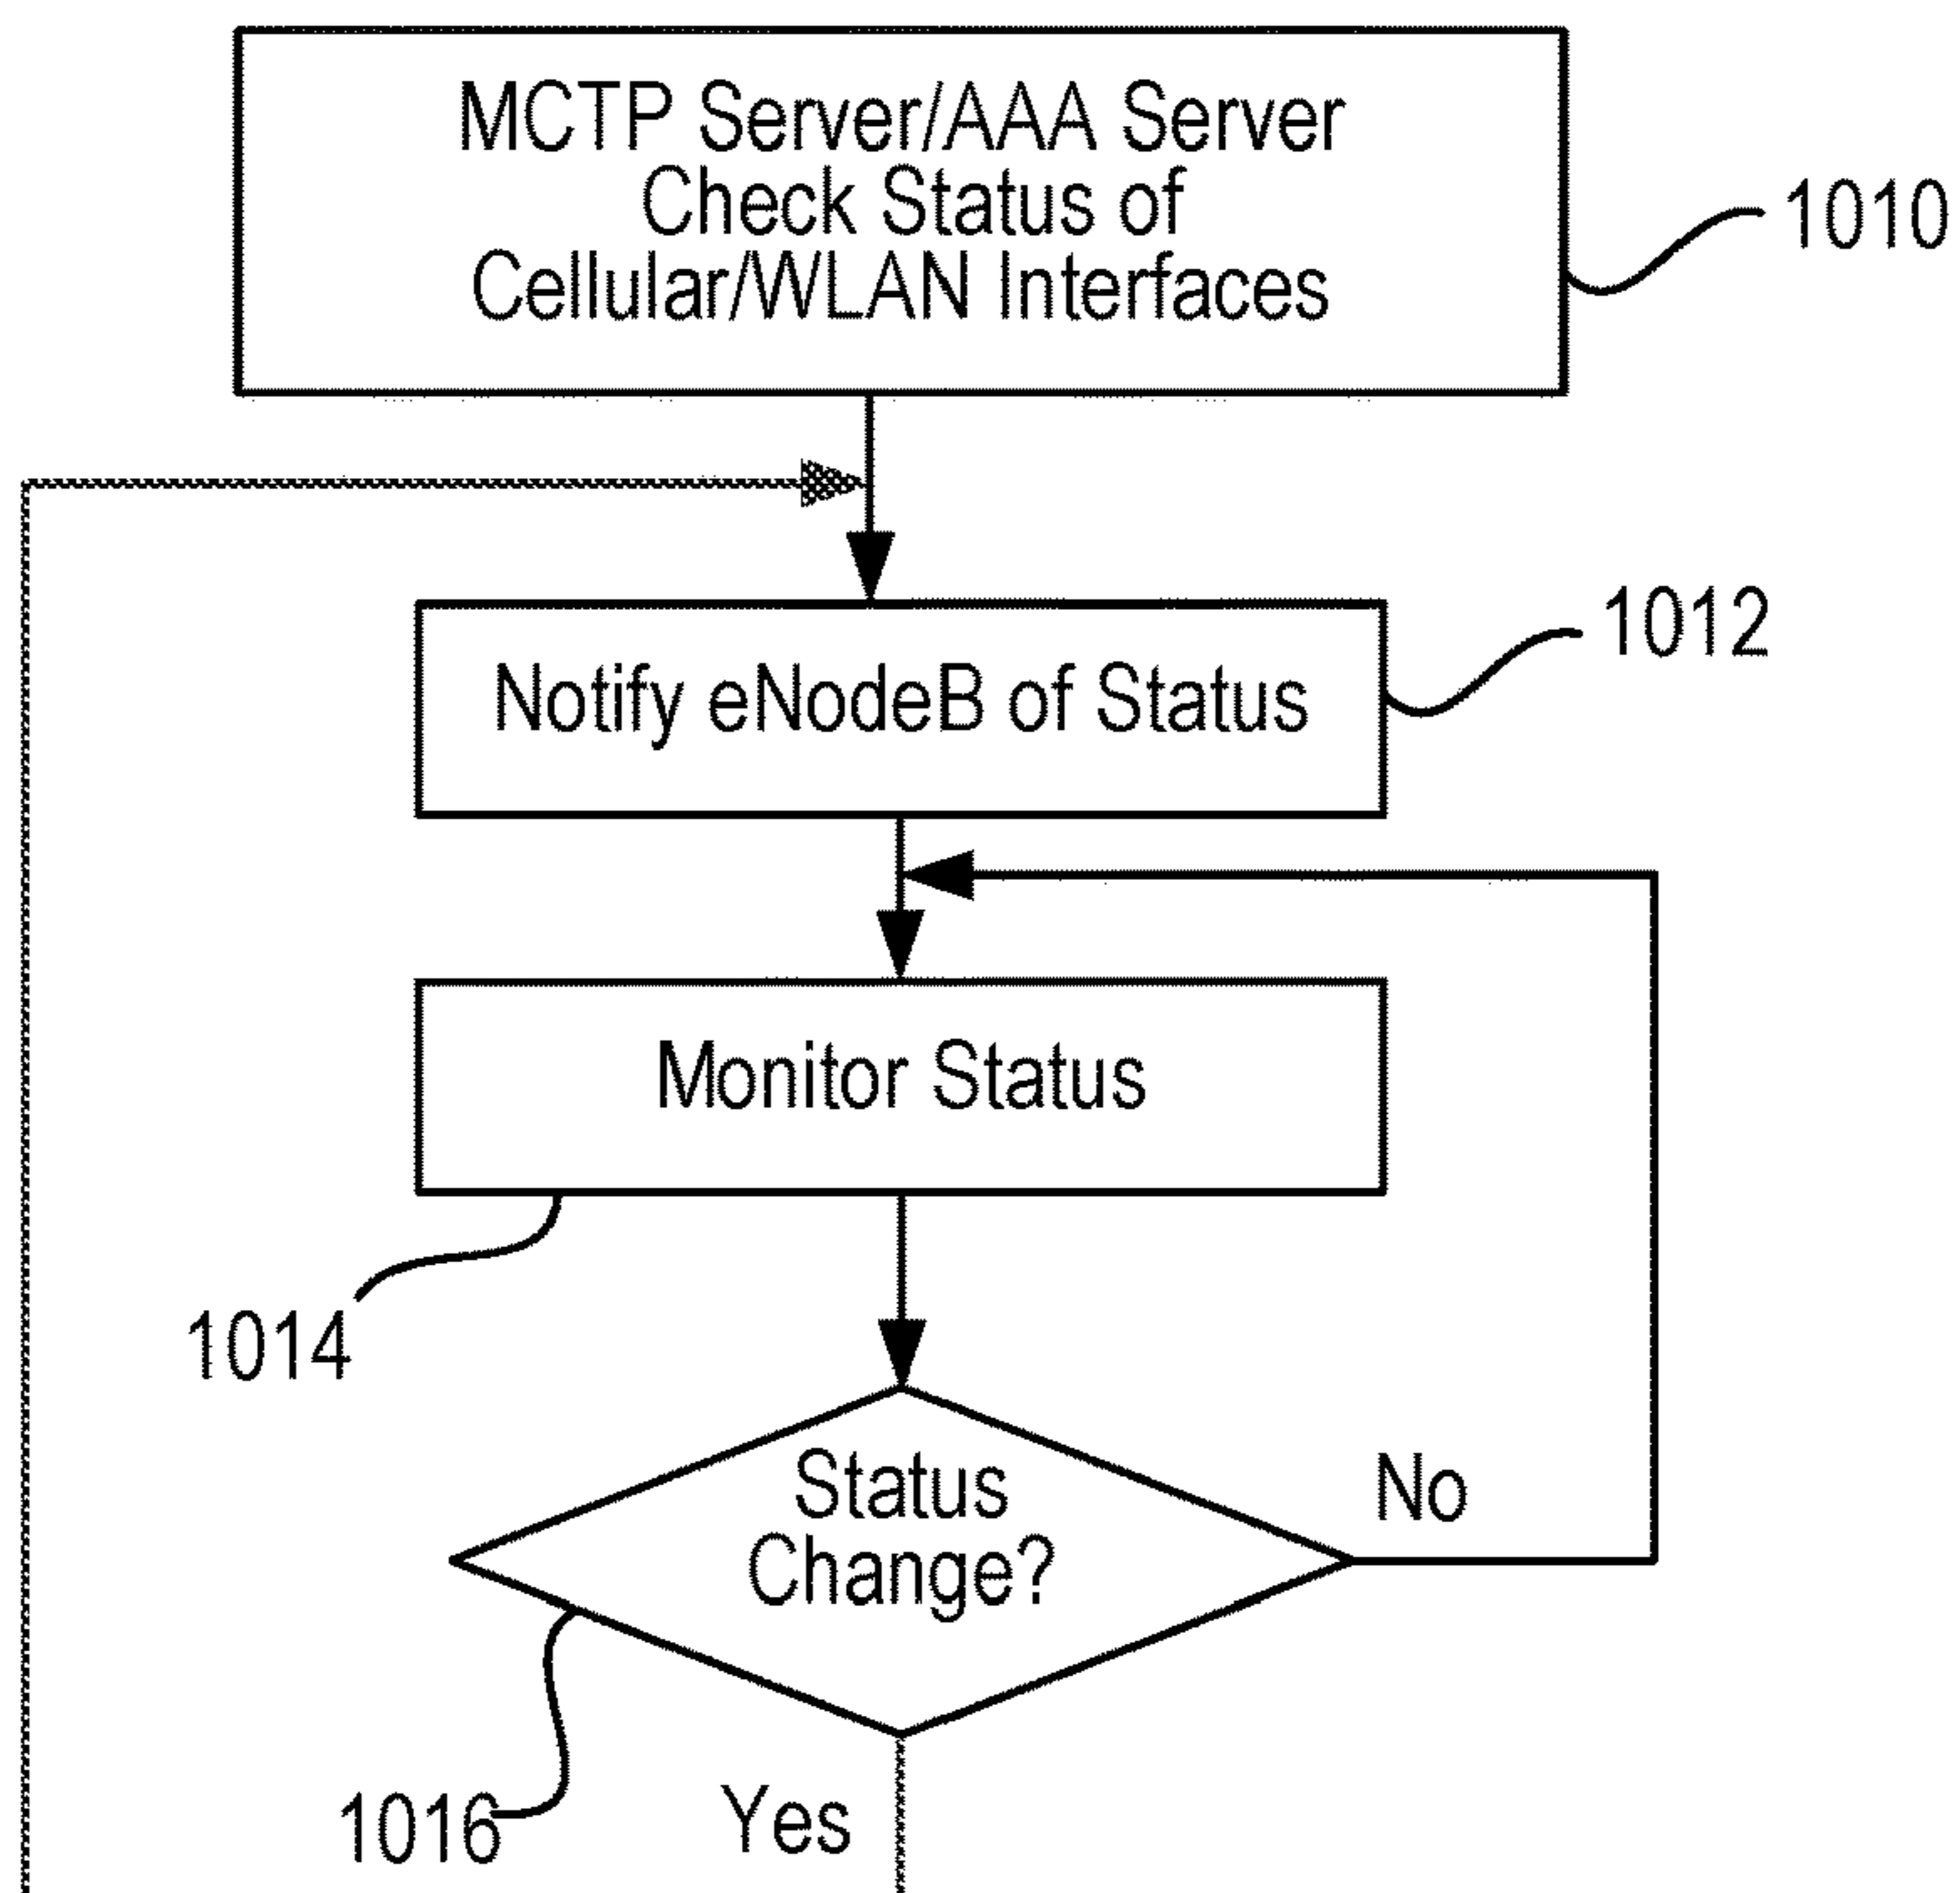 MCTP Server/AAA Server
Check Status of
Cellular/WLAN Interfaces
1010
Notify eNodeB of Status
1012
Monitor Status
1014
Status
Change?
No
1016
Yes